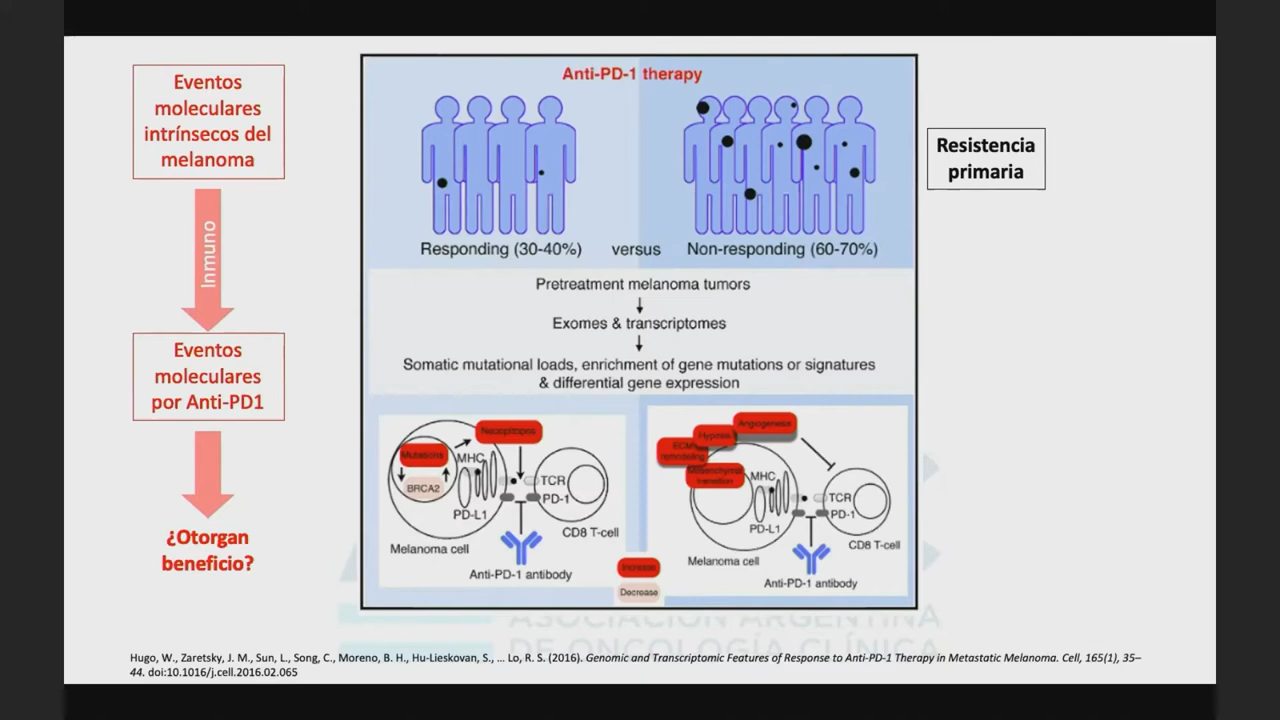 Eventos
moleculares
intrínsecos del
melanoma
Inmuno
Eventos
moleculares
por Anti-PD1
¿Otorgan
beneficio?
Anti-PD-1 therapy
Responding (30-40%) versus Non-responding (60-70%)
Pretreatment melanoma tumors
Exomes & transcriptomes
Somatic mutational loads, enrichment of gene mutations or signatures
& differential gene expression
Neoepitopes
Mutations
BRCA2
MHC
TCR
PD-1
PD-L1
CD8 T-cell
Melanoma cell
Anti-PD-1 antibody
Increase
Decrease
Angiogenesis
Hypoxia
ECM
remodeling
Mesenchymal
transition
MHC
TCR
PD-1
PD-L1
CD8 T-cell
Melanoma cell
Anti-PD-1 antibody
Resistencia
primaria
ASOCIACIÓN ARGENTINA
DE ONCOLOGÍA CLÍNICA
Hugo, W., Zaretsky, J. M., Sun, L., Song, C., Moreno, B. H., Hu-Lieskovan, S., ... Lo, R. S. (2016). Genomic and Transcriptomic Features of Response to Anti-PD-1 Therapy in Metastatic Melanoma. Cell, 165(1), 35–
44. doi:10.1016/j.cell.2016.02.065